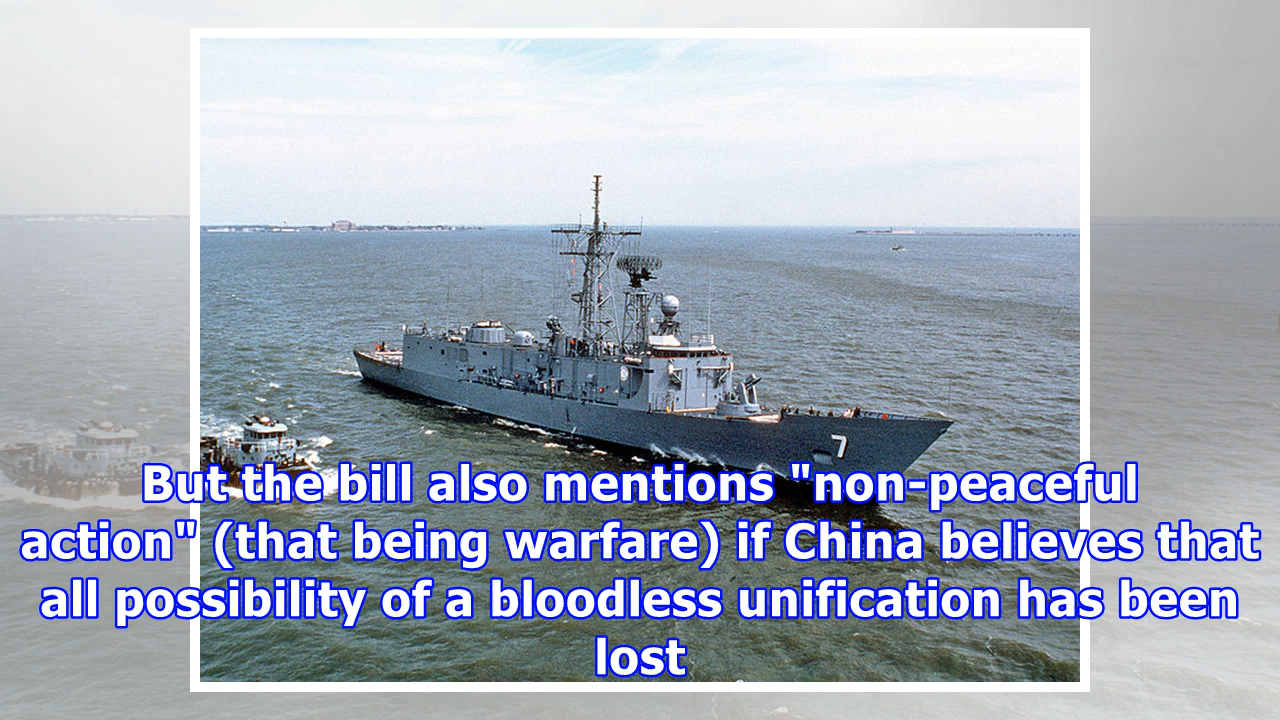 7
But the bill also mentions "non-peaceful
action" (that being warfare) if China believes that
all possibility of a bloodless unification has been
lost